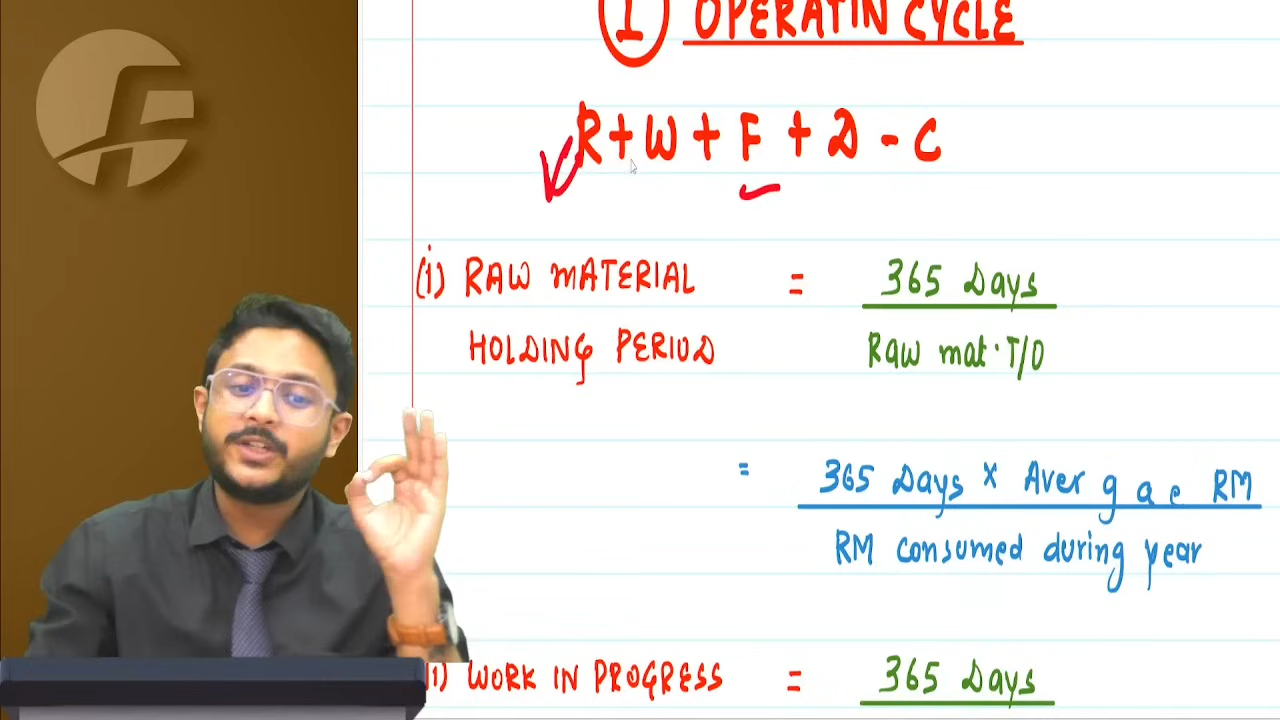 1 OPERATIN CYCLE
R + W + F + D - C
(i) RAW MATERIAL = 365 Days
HOLDING PERIOD Raw mat. T/O
= 365 Days x Aver g a e RM
RM consumed during year
WORK IN PROGRESS = 365 Days